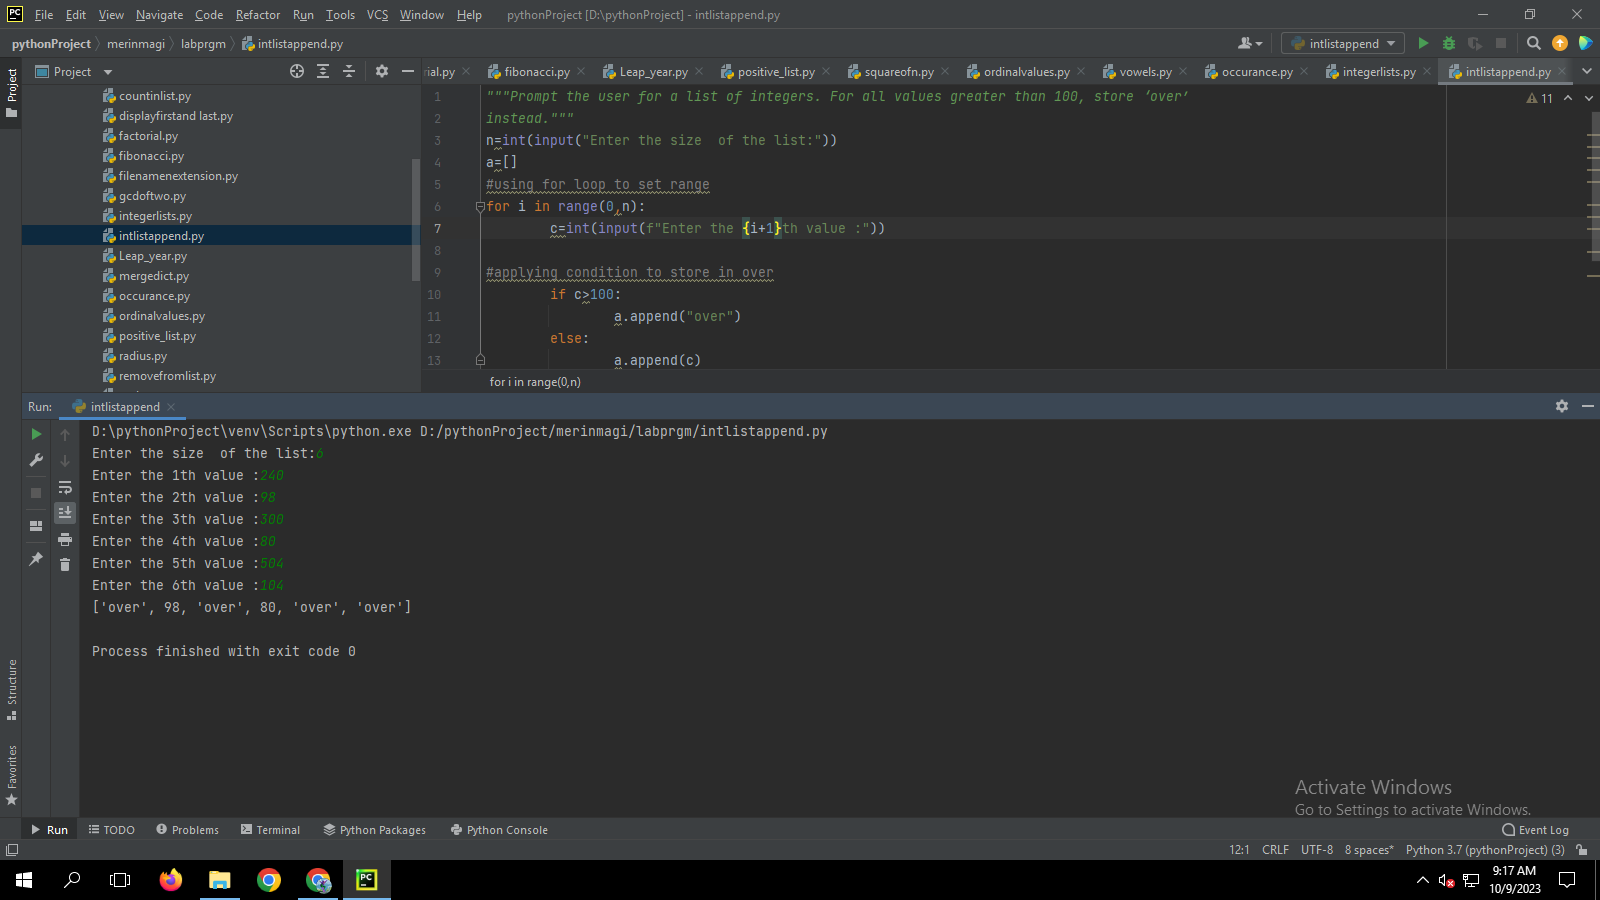 PC File Edit View Navigate Code Refactor Run Tools VCS Window Help pythonProject [D:\pythonProject] - intlistappend.py
pythonProject merinmagi labprgm intlistappend.py intlistappend
Project
rial.py fibonacci.py Leap_year.py positive_list.py squareofn.py ordinalvalues.py vowels.py occurance.py integerlists.py intlistappend.py
Project
countinlist.py
displayfirstand last.py
factorial.py
fibonacci.py
filenamenextension.py
gcdoftwo.py
integerlists.py
intlistappend.py
Leap_year.py
mergedict.py
occurance.py
ordinalvalues.py
positive_list.py
radius.py
removefromlist.py
11
1 """Prompt the user for a list of integers. For all values greater than 100, store ‘over’
2 instead."""
3 n=int(input("Enter the size  of the list:"))
4 a=[]
5 #using for loop to set range
6 for i in range(0,n):
7 c=int(input(f"Enter the {i+1}th value :"))
8
9 #applying condition to store in over
10 if c>100:
11 a.append("over")
12 else:
13 a.append(c)
for i in range(0,n)
Run: intlistappend
D:\pythonProject\venv\Scripts\python.exe D:/pythonProject/merinmagi/labprgm/intlistappend.py
Enter the size  of the list:6
Enter the 1th value :240
Enter the 2th value :98
Enter the 3th value :300
Enter the 4th value :80
Enter the 5th value :504
Enter the 6th value :104
['over', 98, 'over', 80, 'over', 'over']
Process finished with exit code 0
Structure
Favorites
Activate Windows
Go to Settings to activate Windows.
Run TODO Problems Terminal Python Packages Python Console Event Log
12:1 CRLF UTF-8 8 spaces* Python 3.7 (pythonProject) (3)
PC
9:17 AM
10/9/2023